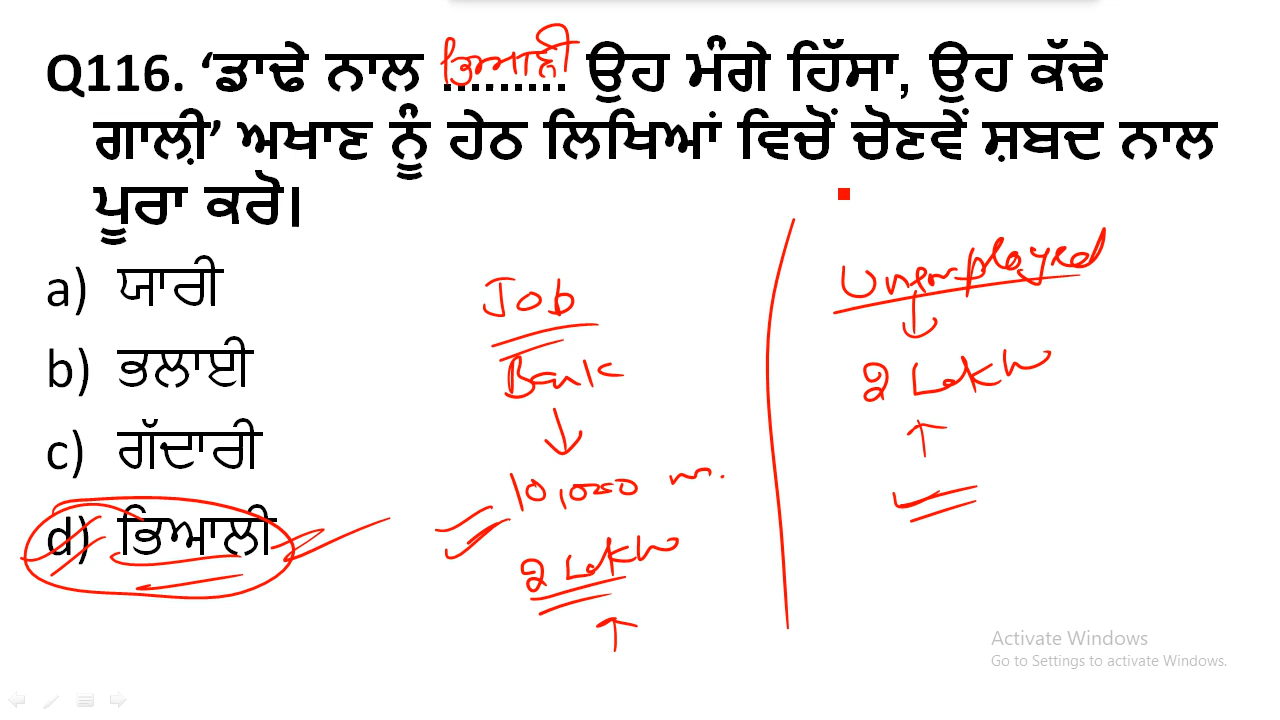 Q116. ‘ਡਾਢੇ ਨਾਲ ਭਿਆਲੀ ......... ਉਹ ਮੰਗੇ ਹਿੱਸਾ, ਉਹ ਕੱਢੇ
ਗਾਲ਼ੀ’ ਅਖਾਣ ਨੂੰ ਹੇਠ ਲਿਖਿਆਂ ਵਿਚੋਂ ਚੋਣਵੇਂ ਸ਼ਬਦ ਨਾਲ
ਪੂਰਾ ਕਰੋ।
a) ਯਾਰੀ
b) ਭਲਾਈ
c) ਗੱਦਾਰੀ
d) ਭਿਆਲੀ
Job
Bank
10,000 m.
2 Lakh
Unemployed
2 Lakh
Activate Windows
Go to Settings to activate Windows.